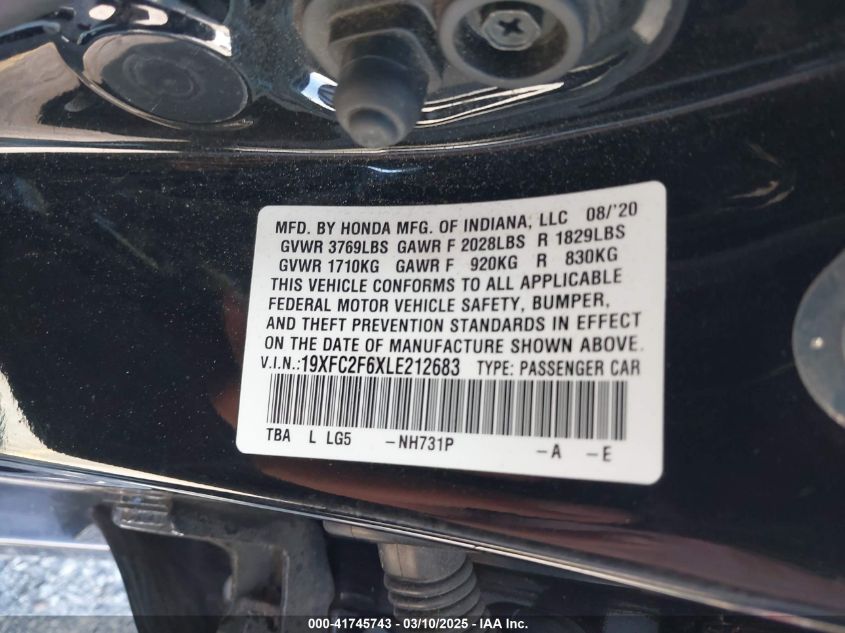 MFD. BY HONDA MFG. OF INDIANA, LLC 08/'20
GVWR 3769LBS GAWR F 2028LBS R 1829LBS
GVWR 1710KG GAWR F 920KG R 830KG
THIS VEHICLE CONFORMS TO ALL APPLICABLE
FEDERAL MOTOR VEHICLE SAFETY, BUMPER,
AND THEFT PREVENTION STANDARDS IN EFFECT
ON THE DATE OF MANUFACTURE SHOWN ABOVE.
V.I.N.:19XFC2F6XLE212683 TYPE: PASSENGER CAR
TBA L LG5 -NH731P -A -E
000-41745743 / 03/10/2025 - IAA Inc.